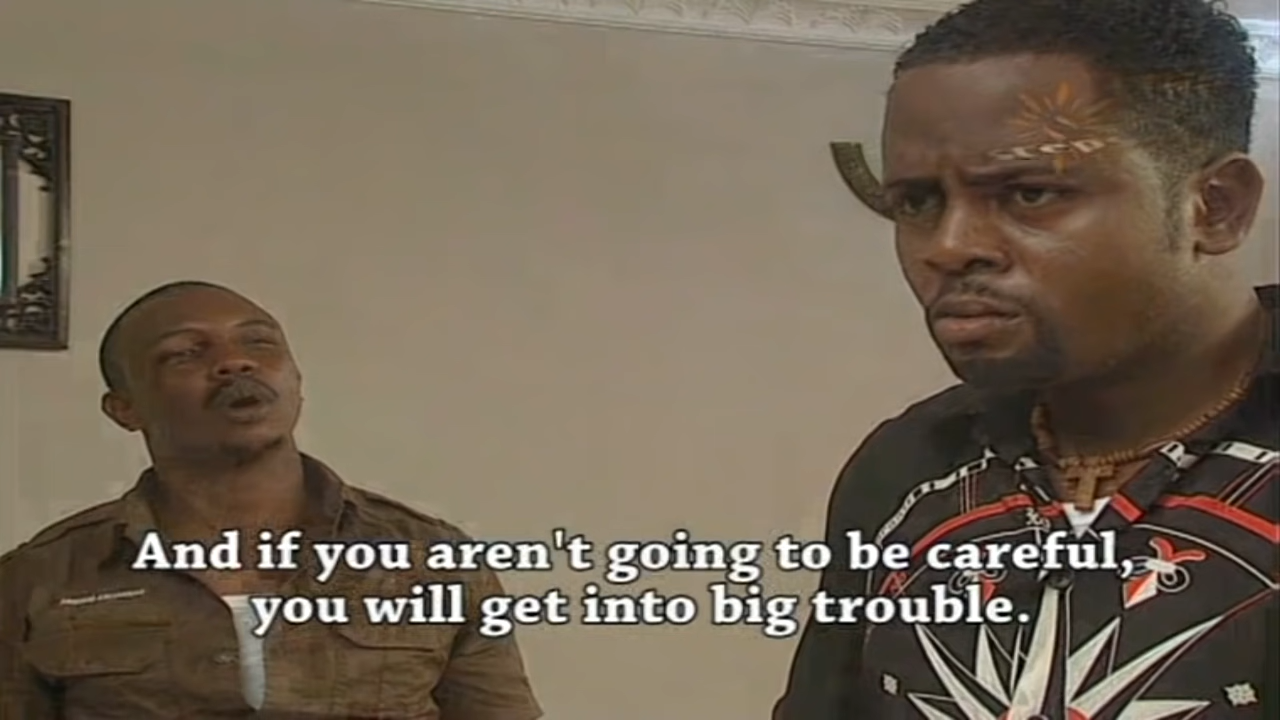 And if you aren't going to be careful,
you will get into big trouble.